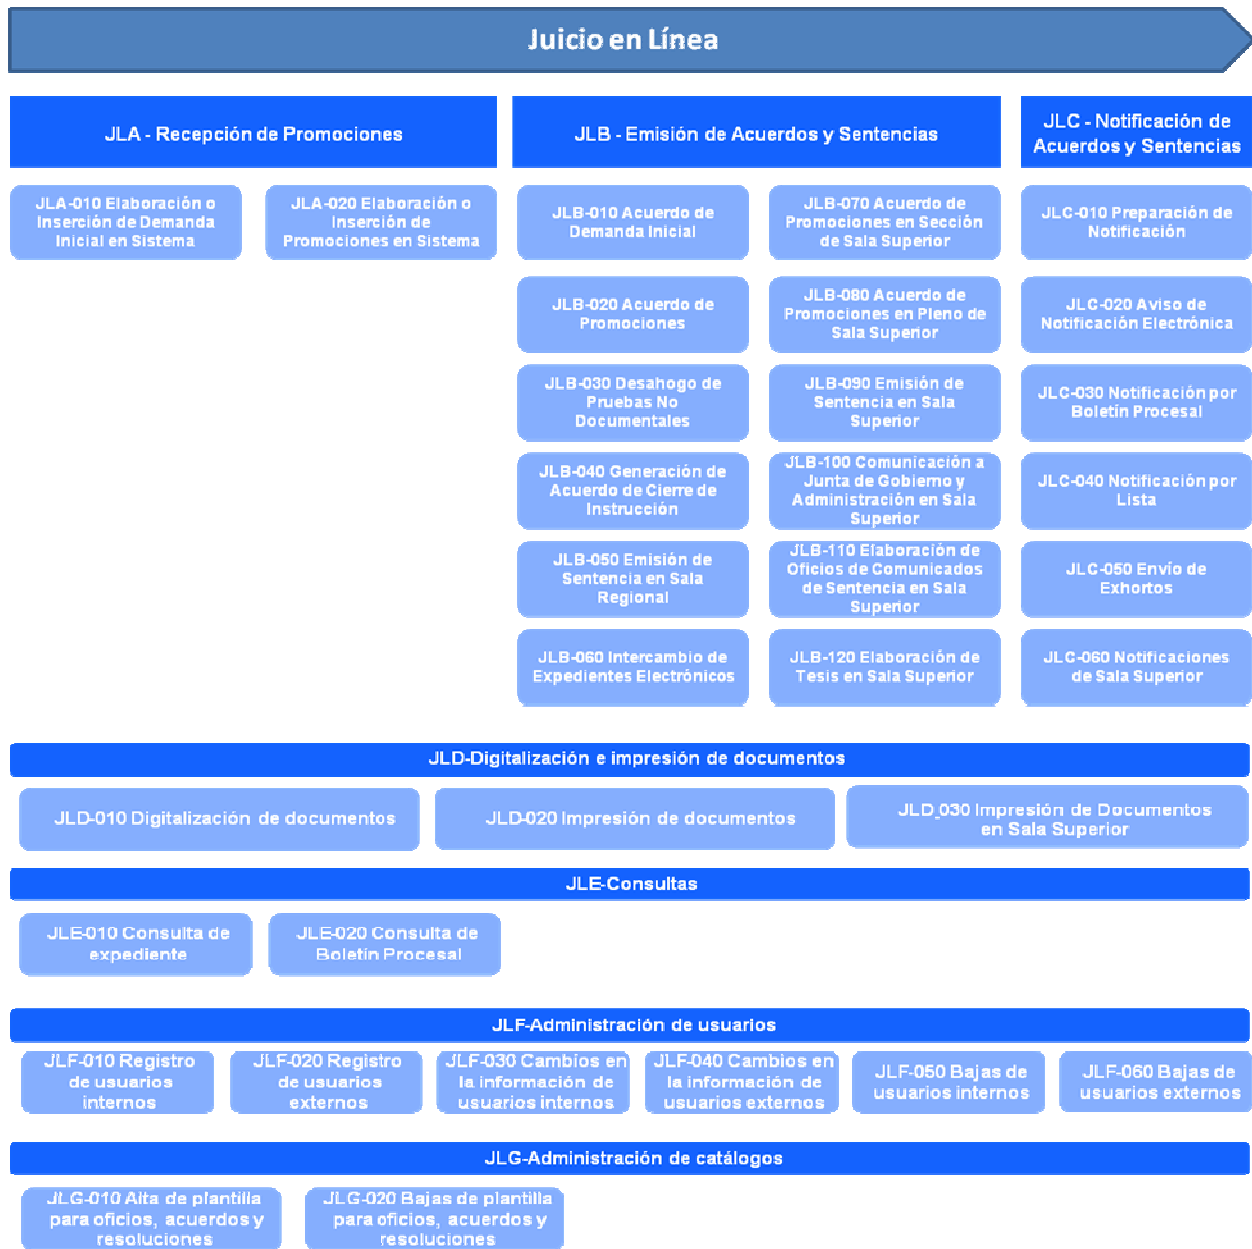 Juicio en Línea
JLA - Recepción de Promociones
JLA-010 Elaboración o
Inserción de Demanda
Inicial en Sistema
JLA-020 Elaboración o
Inserción de
Promociones en Sistema
JLB - Emisión de Acuerdos y Sentencias
JLB-010 Acuerdo de
Demanda Inicial
JLB-020 Acuerdo de
Promociones
JLB-030 Desahogo de
Pruebas No
Documentales
JLB-040 Generación de
Acuerdo de Cierre de
Instrucción
JLB-050 Emisión de
Sentencia en Sala
Regional
JLB-060 Intercambio de
Expedientes Electrónicos
JLB-070 Acuerdo de
Promociones en Sección
de Sala Superior
JLB-080 Acuerdo de
Promociones en Pleno de
Sala Superior
JLB-090 Emisión de
Sentencia en Sala
Superior
JLB-100 Comunicación a
Junta de Gobierno y
Administración en Sala
Superior
JLB-110 Elaboración de
Oficios de Comunicados
de Sentencia en Sala
Superior
JLB-120 Elaboración de
Tesis en Sala Superior
JLC - Notificación de
Acuerdos y Sentencias
JLC-010 Preparación de
Notificación
JLC-020 Aviso de
Notificación Electrónica
JLC-030 Notificación por
Boletín Procesal
JLC-040 Notificación por
Lista
JLC-050 Envío de
Exhortos
JLC-060 Notificaciones
de Sala Superior
JLD-Digitalización e impresión de documentos
JLD-010 Digitalización de documentos
JLD-020 Impresión de documentos
JLD_030 Impresión de Documentos
en Sala Superior
JLE-Consultas
JLE-010 Consulta de
expediente
JLE-020 Consulta de
Boletín Procesal
JLF-Administración de usuarios
JLF-010 Registro
de usuarios
internos
JLF-020 Registro
de usuarios
externos
JLF-030 Cambios en
la información de
usuarios internos
JLF-040 Cambios en
la información de
usuarios externos
JLF-050 Bajas de
usuarios internos
JLF-060 Bajas de
usuarios externos
JLG-Administración de catálogos
JLG-010 Alta de plantilla
para oficios, acuerdos y
resoluciones
JLG-020 Bajas de plantilla
para oficios, acuerdos y
resoluciones